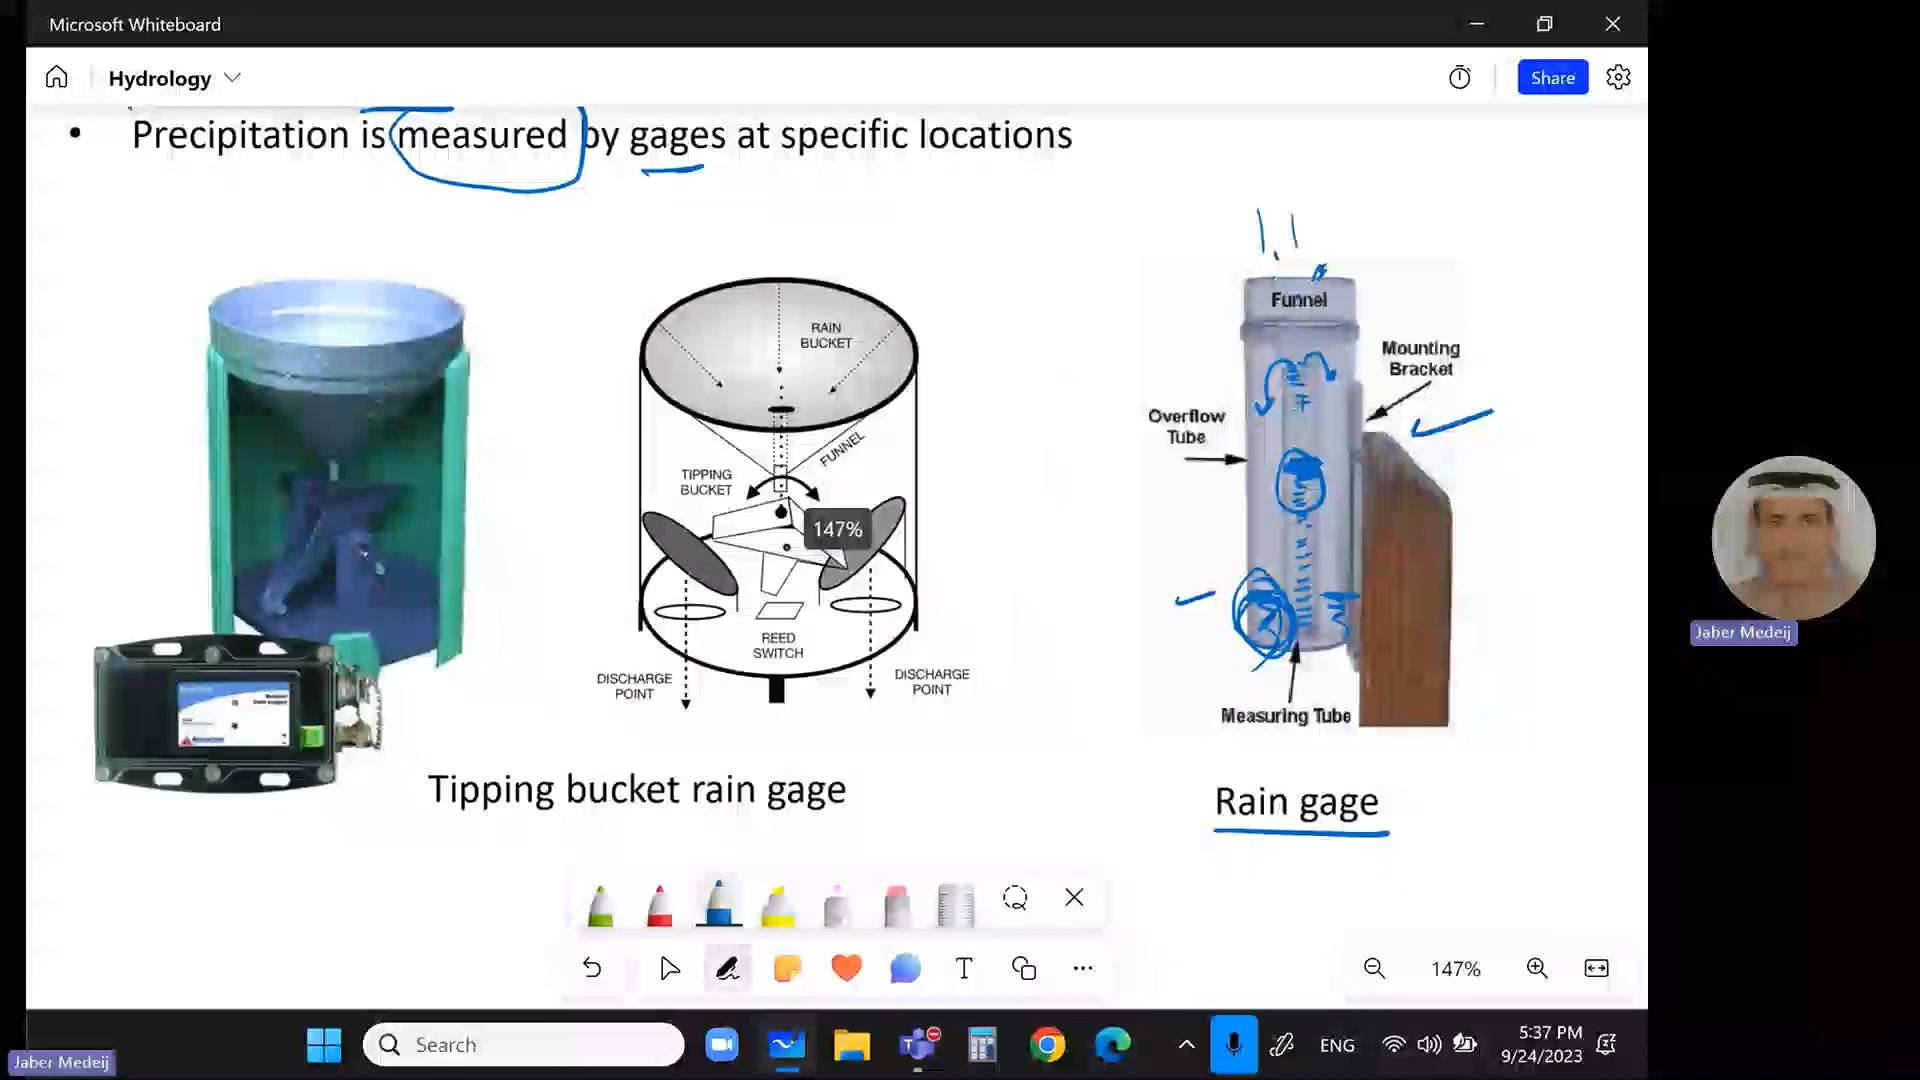 Microsoft Whiteboard
Hydrology
Share
• Precipitation is measured by gages at specific locations
RAIN
BUCKET
FUNNEL
TIPPING
BUCKET
147%
REED
SWITCH
DISCHARGE
POINT
DISCHARGE
POINT
Tipping bucket rain gage
Funnel
Mounting
Bracket
Overflow
Tube
Measuring Tube
Rain gage
Jaber Medeij
T
147%
Search
ENG
5:37 PM
9/24/2023
Jaber Medeij